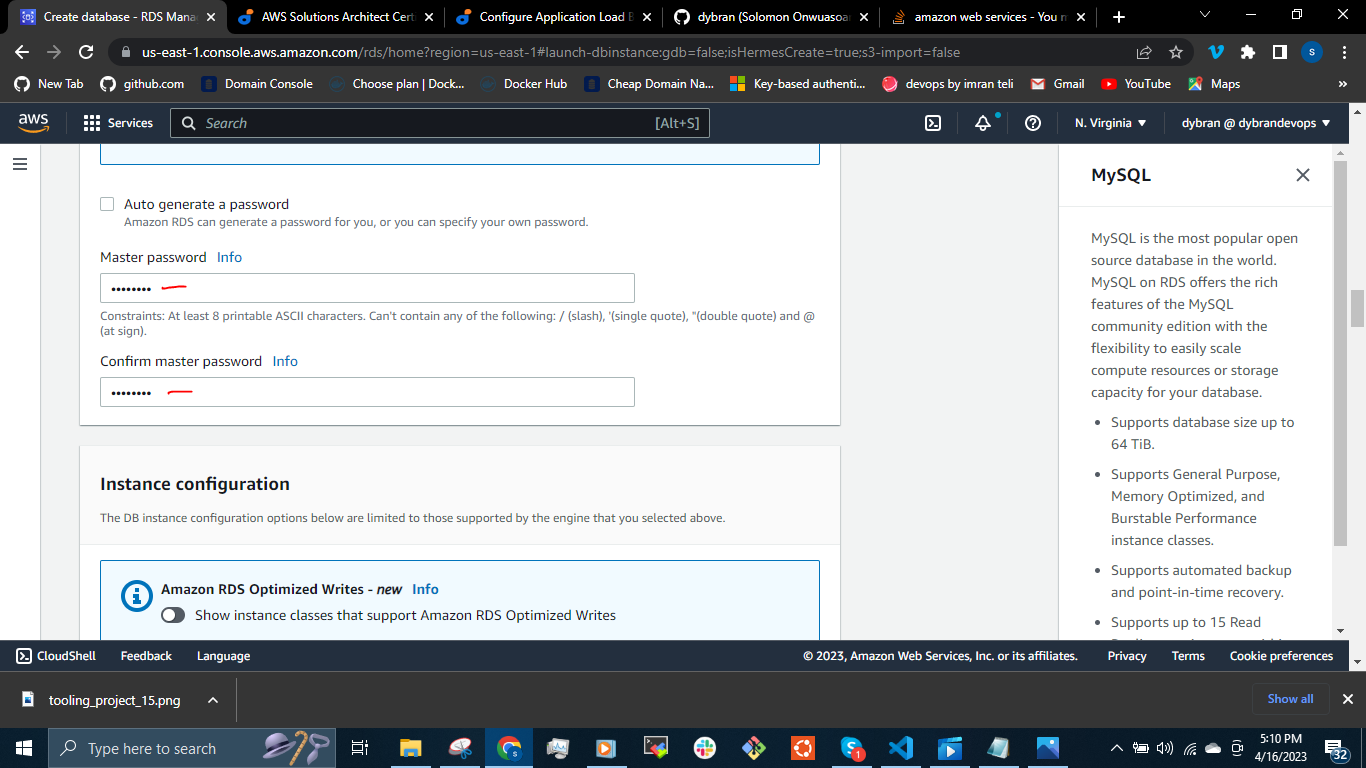 Create database - RDS Mana
AWS Solutions Architect Cert
Configure Application Load B
dybran (Solomon Onwuasoan
amazon web services - You n
us-east-1.console.aws.amazon.com/rds/home?region=us-east-1#launch-dbinstance:gdb=false;isHermesCreate=true;s3-import=false
S
New Tab
github.com
Domain Console
Choose plan | Dock...
Docker Hub
Cheap Domain Na...
Key-based authenti...
devops by imran teli
Gmail
YouTube
Maps
»
aws
Services
Search
[Alt+S]
N. Virginia
dybran @ dybrandevops
Auto generate a password
Amazon RDS can generate a password for you, or you can specify your own password.
Master password Info
••••••••
Constraints: At least 8 printable ASCII characters. Can't contain any of the following: / (slash), '(single quote), "(double quote) and @
(at sign).
Confirm master password Info
••••••••
Instance configuration
The DB instance configuration options below are limited to those supported by the engine that you selected above.
Amazon RDS Optimized Writes - new Info
Show instance classes that support Amazon RDS Optimized Writes
MySQL
MySQL is the most popular open
source database in the world.
MySQL on RDS offers the rich
features of the MySQL
community edition with the
flexibility to easily scale
compute resources or storage
capacity for your database.
• Supports database size up to
64 TiB.
• Supports General Purpose,
Memory Optimized, and
Burstable Performance
instance classes.
• Supports automated backup
and point-in-time recovery.
• Supports up to 15 Read
CloudShell
Feedback
Language
© 2023, Amazon Web Services, Inc. or its affiliates.
Privacy
Terms
Cookie preferences
tooling_project_15.png
Show all
Type here to search
1
5:10 PM
4/16/2023
32